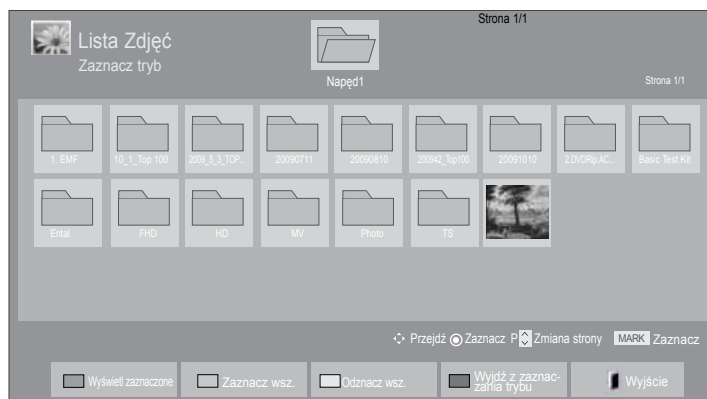 Strona 1/1
Lista Zdjęć
Zaznacz tryb
Napęd1
Strona 1/1
1. EMF
10_1_Top 100
2009_5_3_TOP...
20090711
20090810
200942_Top100
20091010
2.DVDRip.AC...
Basic Test Kit
Ental
FHD
HD
MV
Photo
TS
Przejdź Zaznacz P Zmiana strony MARK Zaznacz
Wyświetl zaznaczone
Zaznacz wsz.
Odznacz wsz.
Wyjdź z zaznac-
zania trybu
Wyjście